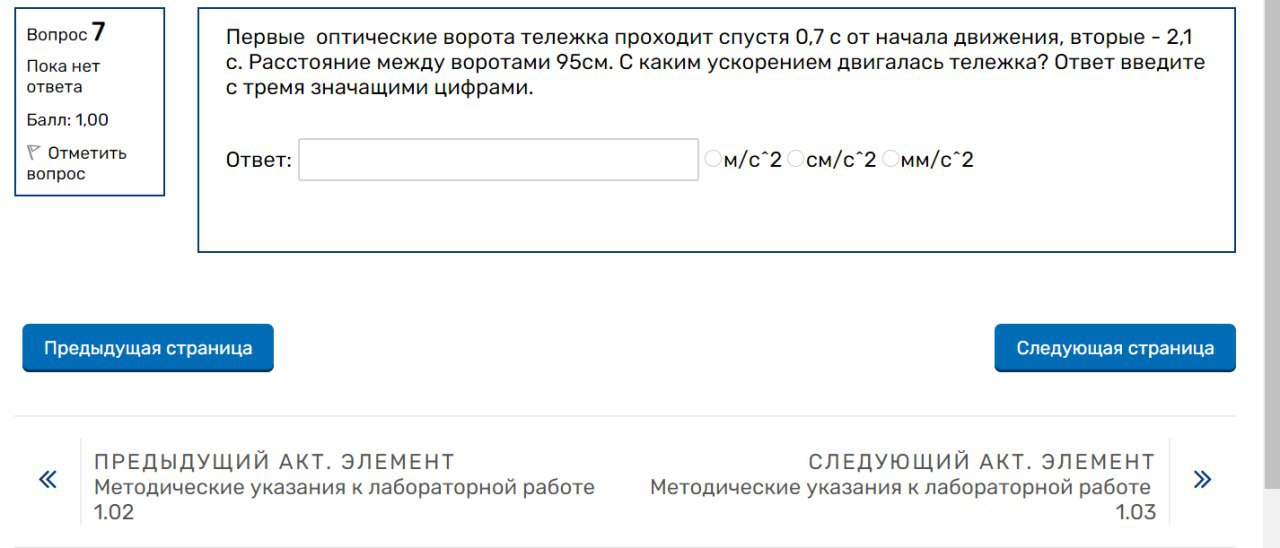 Вопрос 7
Пока нет
ответа
Балл: 1,00
Отметить
вопрос
Первые оптические ворота тележка проходит спустя 0,7 с от начала движения, вторые - 2,1
с. Расстояние между воротами 95см. С каким ускорением двигалась тележка? Ответ введите
с тремя значащими цифрами.
Ответ: м/с^2 см/с^2 мм/с^2
Предыдущая страница
Следующая страница
ПРЕДЫДУЩИЙ АКТ. ЭЛЕМЕНТ
Методические указания к лабораторной работе
1.02
СЛЕДУЮЩИЙ АКТ. ЭЛЕМЕНТ
Методические указания к лабораторной работе
1.03